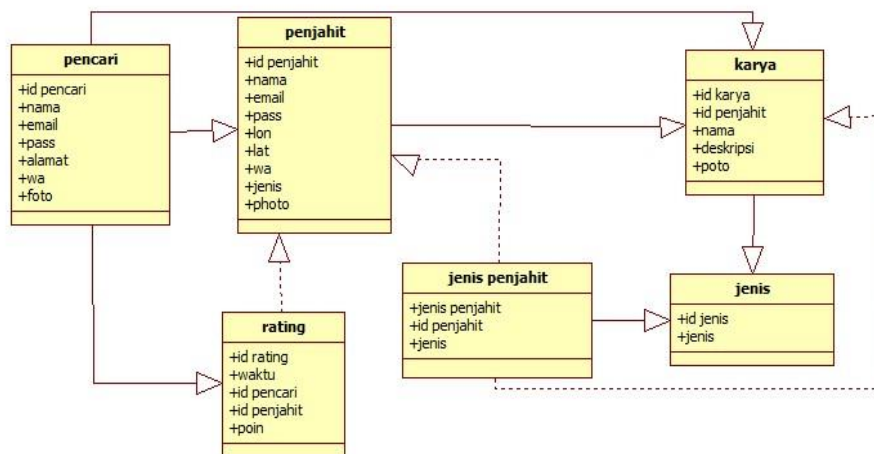 pencari
+id pencari
+nama
+email
+pass
+alamat
+wa
+foto
penjahit
+id penjahit
+nama
+email
+pass
+lon
+lat
+wa
+jenis
+photo
karya
+id karya
+id penjahit
+nama
+deskripsi
+poto
rating
+id rating
+waktu
+id pencari
+id penjahit
+poin
jenis penjahit
+jenis penjahit
+id penjahit
+jenis
jenis
+id jenis
+jenis